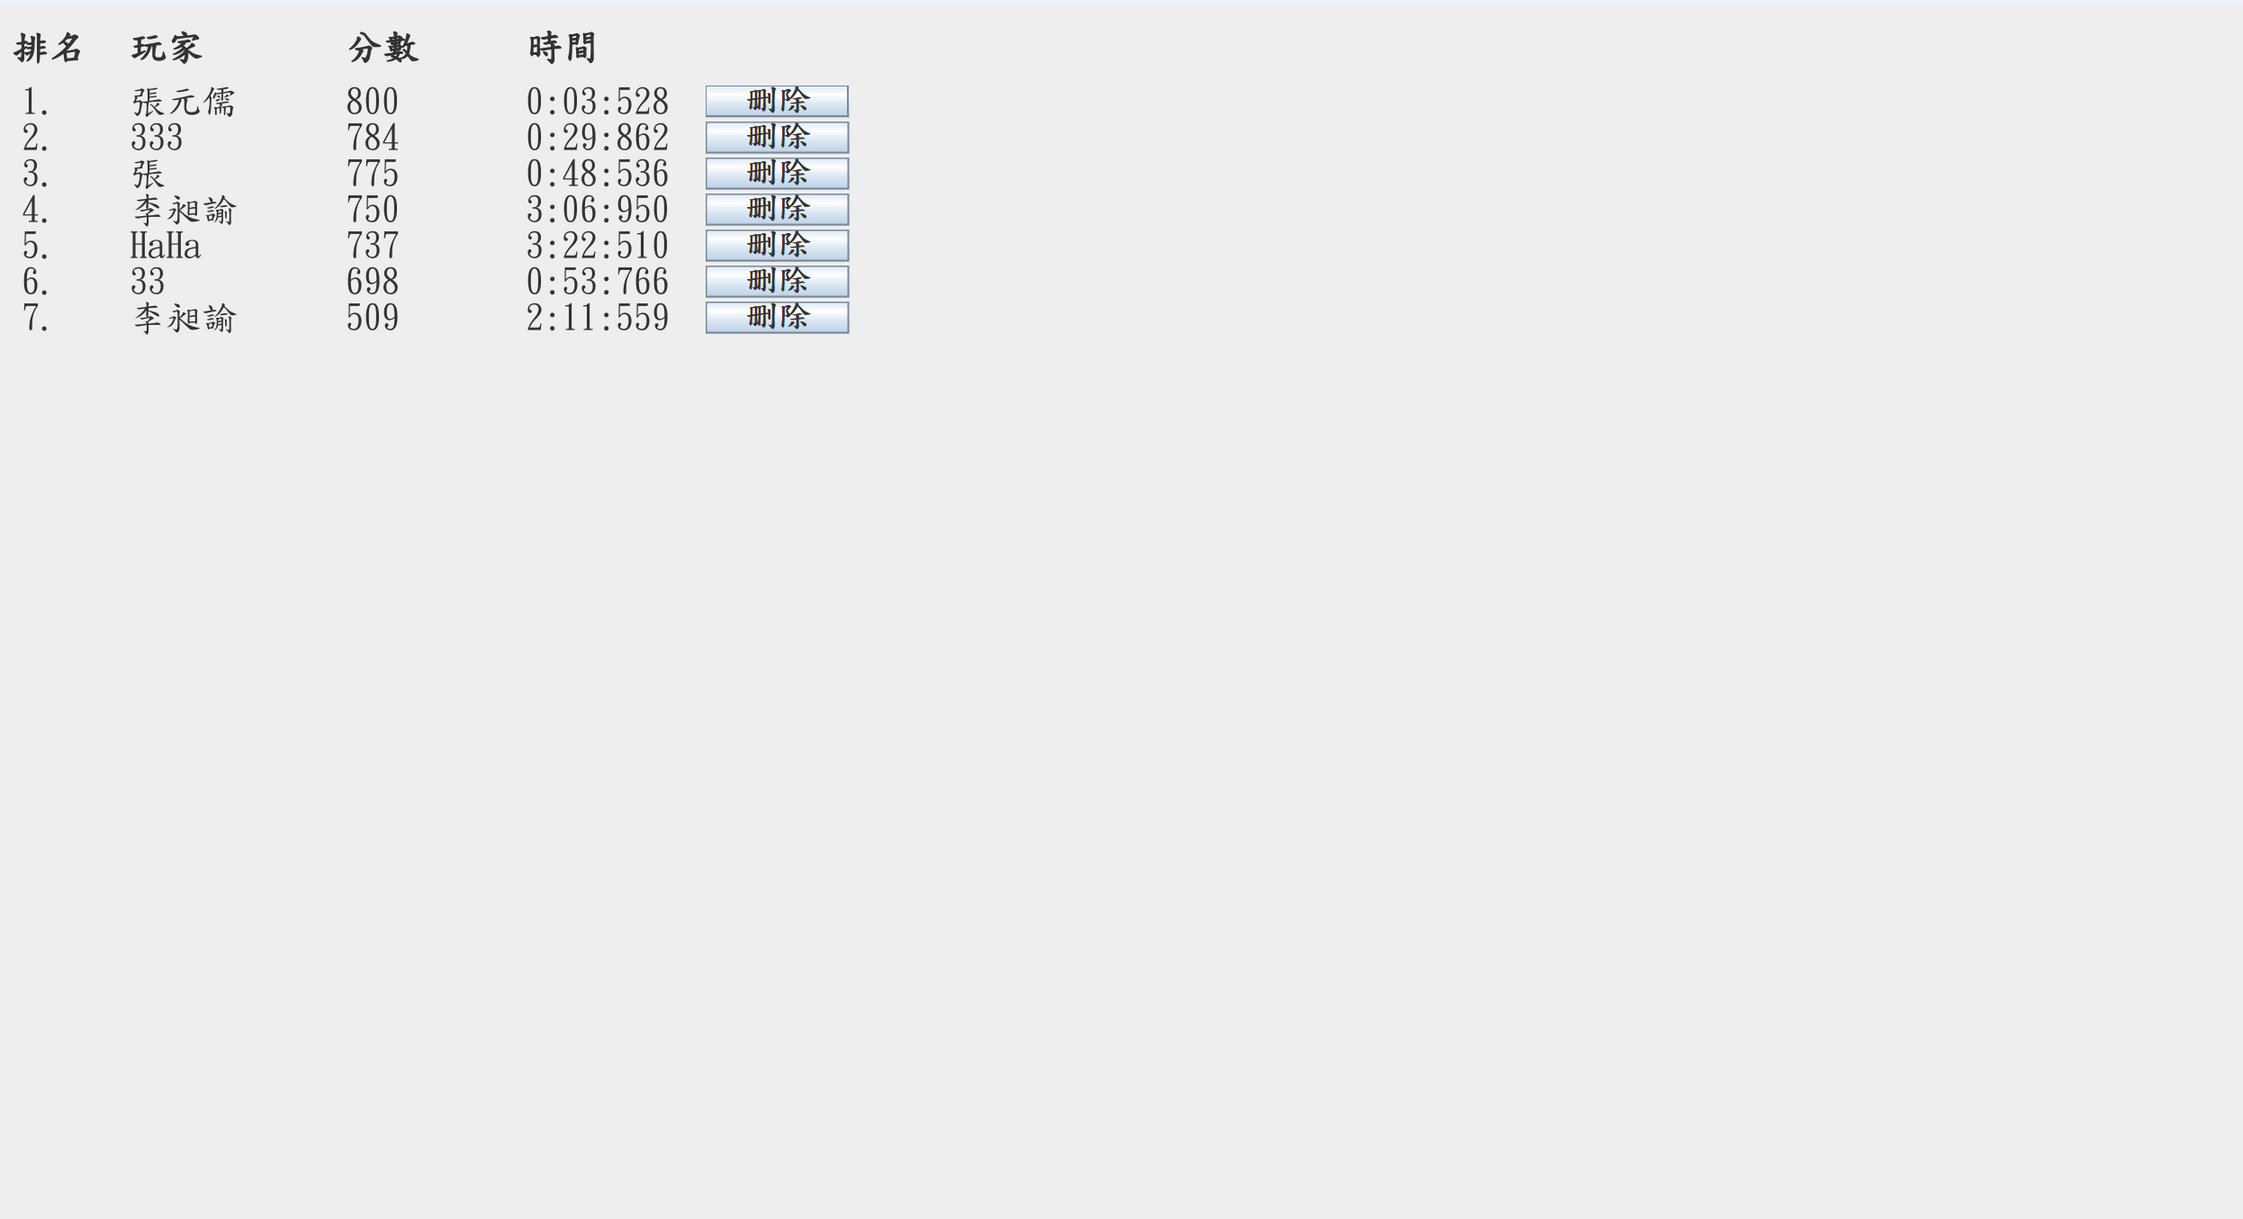 排名 玩家 分數 時間
1. 張元儒 800 0:03:528 刪除
2. 333 784 0:29:862 刪除
3. 張 775 0:48:536 刪除
4. 李昶諭 750 3:06:950 刪除
5. HaHa 737 3:22:510 刪除
6. 33 698 0:53:766 刪除
7. 李昶諭 509 2:11:559 刪除